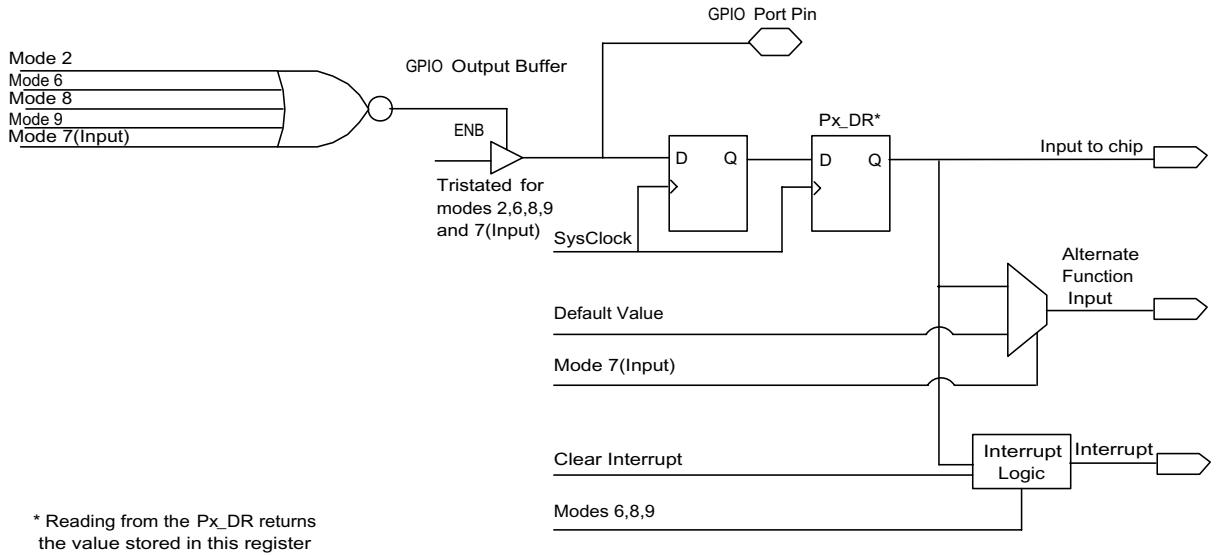 GPIO Port Pin
Mode 2
Mode 6
Mode 8
Mode 9
Mode 7(Input)
GPIO Output Buffer
ENB
Tristated for
modes 2,6,8,9
and 7(Input)
SysClock
D Q
Px_DR*
D Q
Input to chip
Alternate
Function
Input
Default Value
Mode 7(Input)
Clear Interrupt
Interrupt
Logic
Interrupt
Modes 6,8,9
* Reading from the Px_DR returns
the value stored in this register